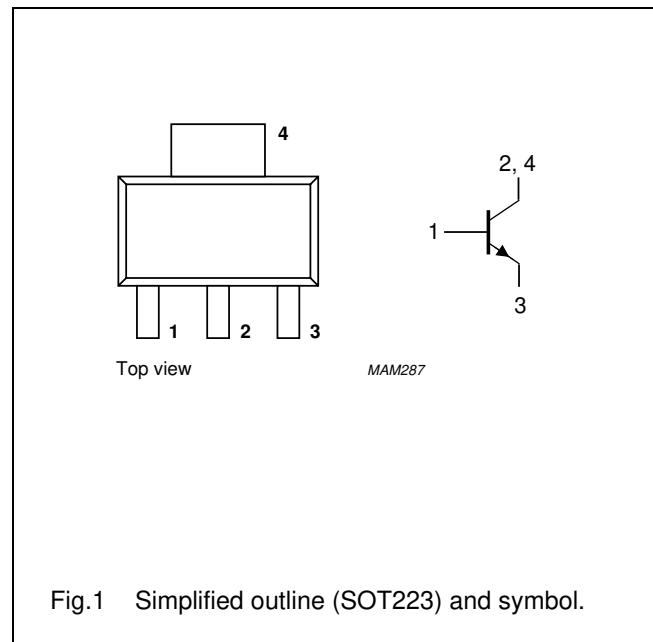 4
2, 4
1
3
1 2 3
Top view MAM287
Fig.1 Simplified outline (SOT223) and symbol.